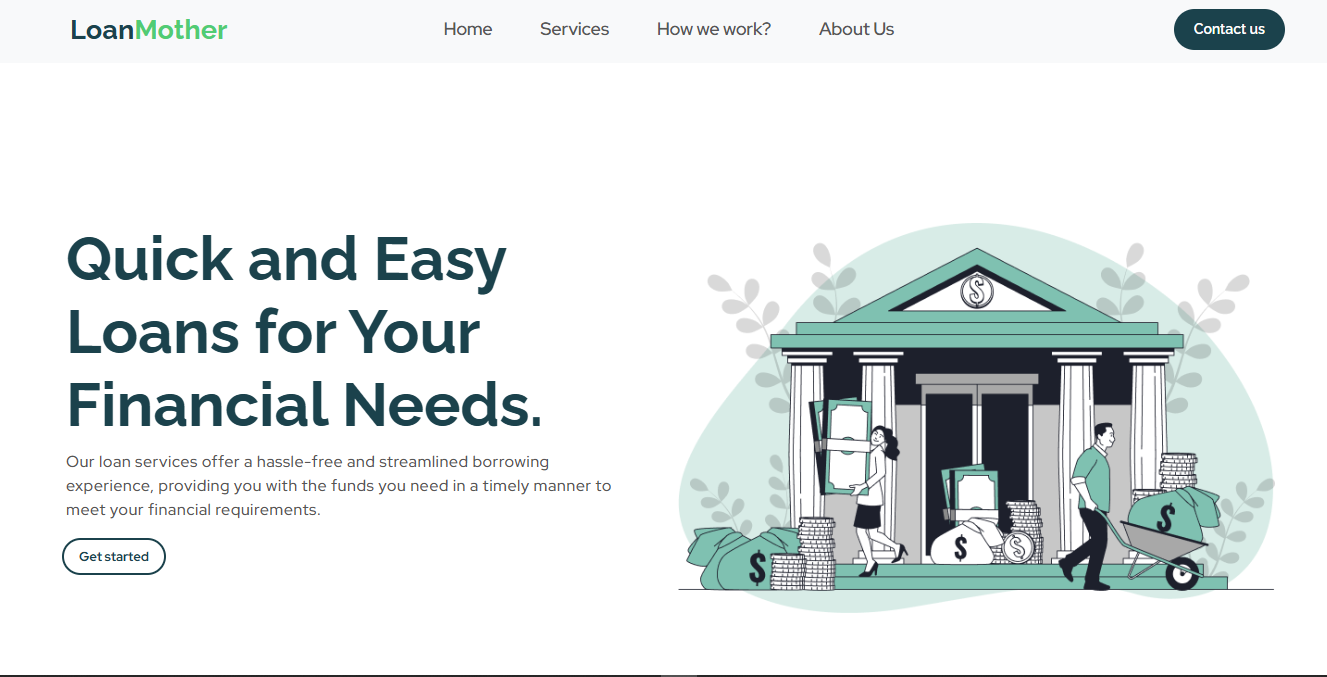 LoanMother
Home
Services
How we work?
About Us
Contact us
Quick and Easy
Loans for Your
Financial Needs.
Our loan services offer a hassle-free and streamlined borrowing
experience, providing you with the funds you need in a timely manner to
meet your financial requirements.
Get started
$
$
$
$
$